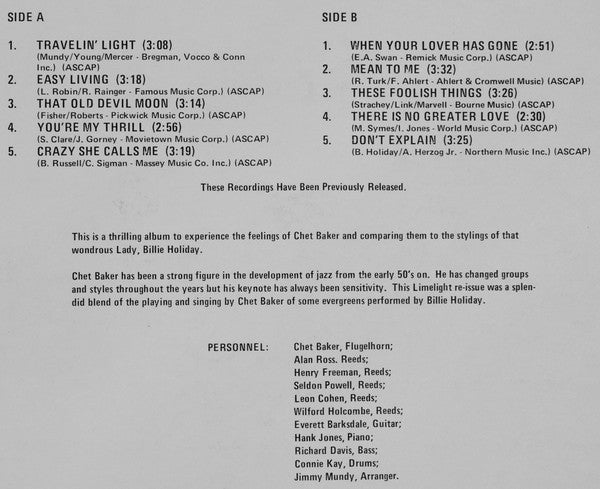 SIDE A
1. TRAVELIN' LIGHT (3:08)
(Mundy/Young/Mercer - Bregman, Vocco & Conn
Inc.) (ASCAP)
2. EASY LIVING (3:18)
(L. Robin/R. Rainger - Famous Music Corp.) (ASCAP)
3. THAT OLD DEVIL MOON (3:14)
(Fisher/Roberts - Pickwick Music Corp.) (ASCAP)
4. YOU'RE MY THRILL (2:56)
(S. Clare/J. Gorney - Movietown Music Corp.) (ASCAP)
5. CRAZY SHE CALLS ME (3:19)
(B. Russell/C. Sigman - Massey Music Co. Inc.) (ASCAP)
SIDE B
1. WHEN YOUR LOVER HAS GONE (2:51)
(E.A. Swan - Remick Music Corp.) (ASCAP)
2. MEAN TO ME (3:32)
(R. Turk/F. Ahlert - Ahlert & Cromwell Music) (ASCAP)
3. THESE FOOLISH THINGS (3:26)
(Strachey/Link/Marvell - Bourne Music) (ASCAP)
4. THERE IS NO GREATER LOVE (2:30)
(M. Symes/I. Jones - World Music Corp.) (ASCAP)
5. DON'T EXPLAIN (3:25)
(B. Holiday/A. Herzog Jr. - Northern Music Inc.) (ASCAP)
These Recordings Have Been Previously Released.
This is a thrilling album to experience the feelings of Chet Baker and comparing them to the stylings of that
wondrous Lady, Billie Holiday.
Chet Baker has been a strong figure in the development of jazz from the early 50's on. He has changed groups
and styles throughout the years but his keynote has always been sensitivity. This Limelight re-issue was a splen-
did blend of the playing and singing by Chet Baker of some evergreens performed by Billie Holiday.
PERSONNEL: Chet Baker, Flugelhorn;
Alan Ross. Reeds;
Henry Freeman, Reeds;
Seldon Powell, Reeds;
Leon Cohen, Reeds;
Wilford Holcombe, Reeds;
Everett Barksdale, Guitar;
Hank Jones, Piano;
Richard Davis, Bass;
Connie Kay, Drums;
Jimmy Mundy, Arranger.